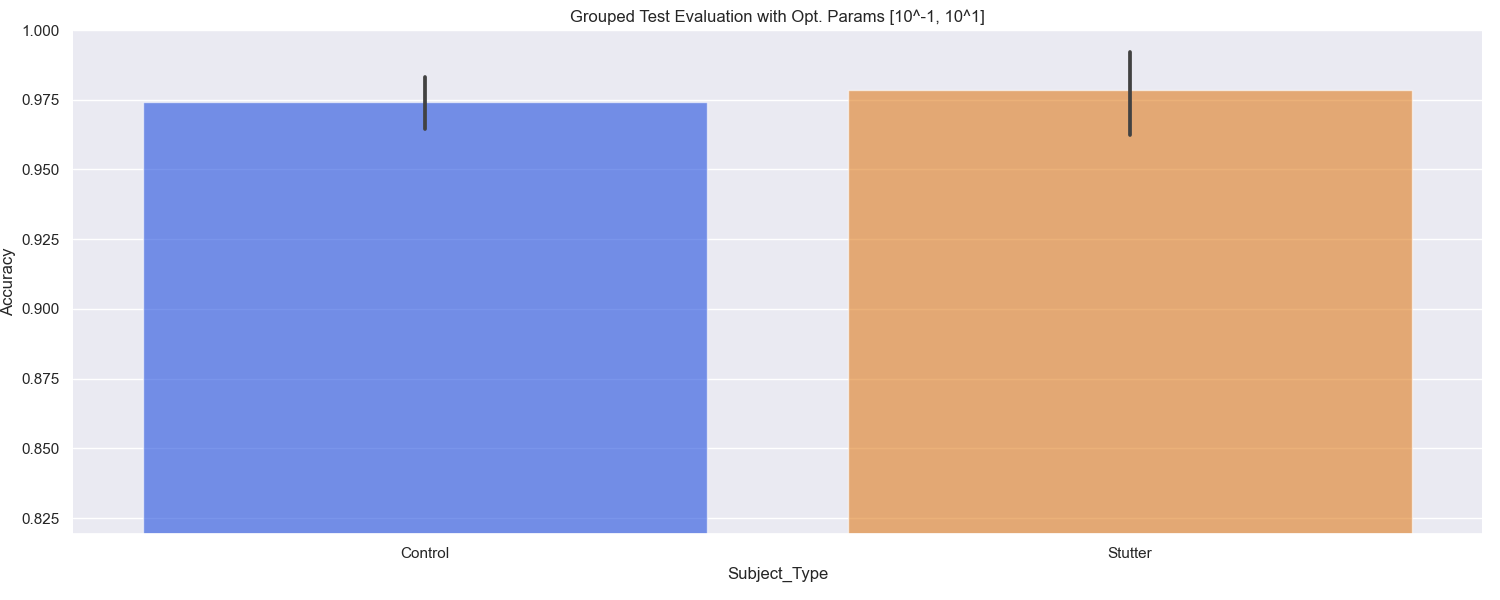 Grouped Test Evaluation with Opt. Params [10^-1, 10^1]
1.000
0.975
0.950
0.925
0.900
0.875
0.850
0.825
Accuracy
Control
Stutter
Subject_Type